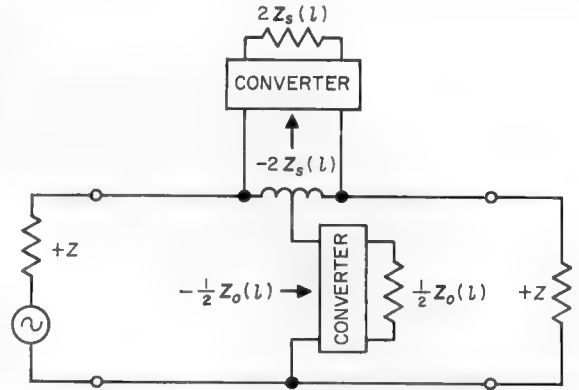 2Z_s(l)
CONVERTER
-2Z_s(l)
+Z
-½Z_o(l)
CONVERTER
½Z_o(l)
+Z